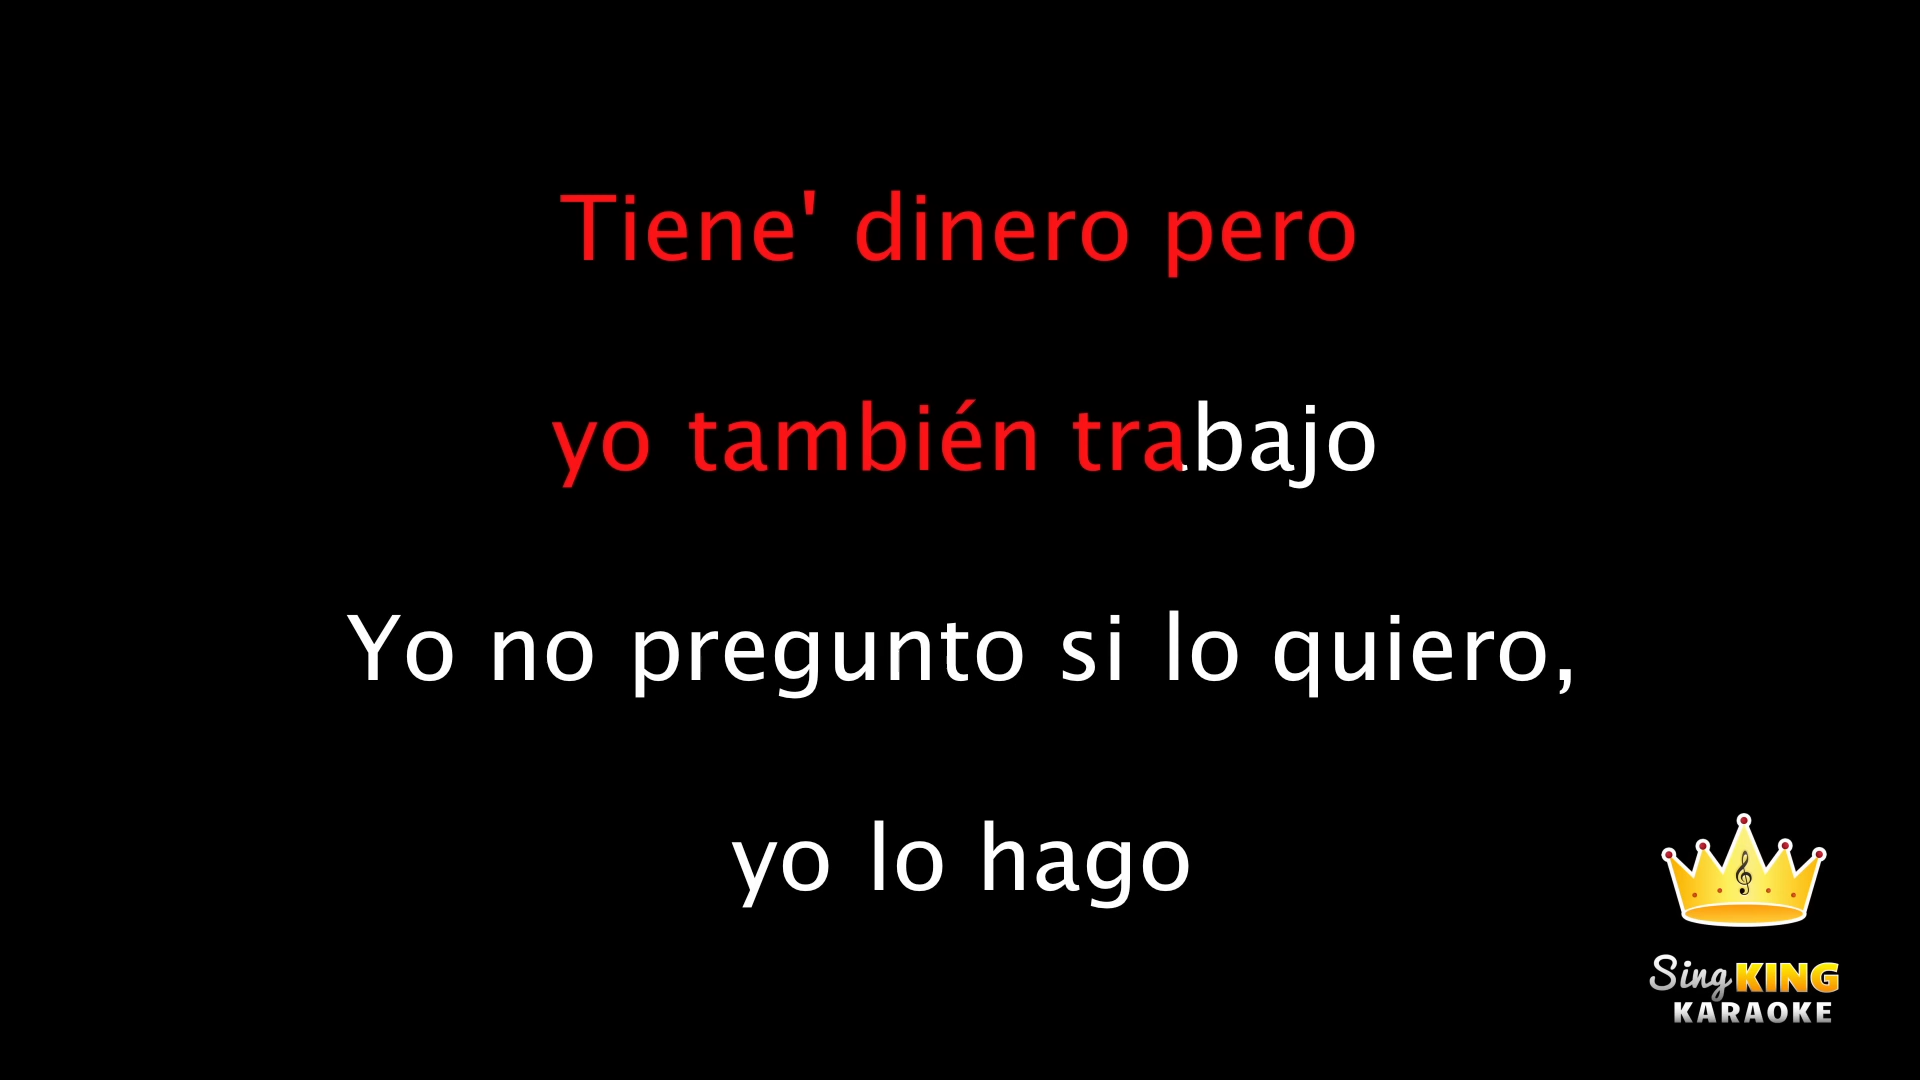 Tiene' dinero pero
yo también trabajo
Yo no pregunto si lo quiero,
yo lo hago
Sing KING
KARAOKE